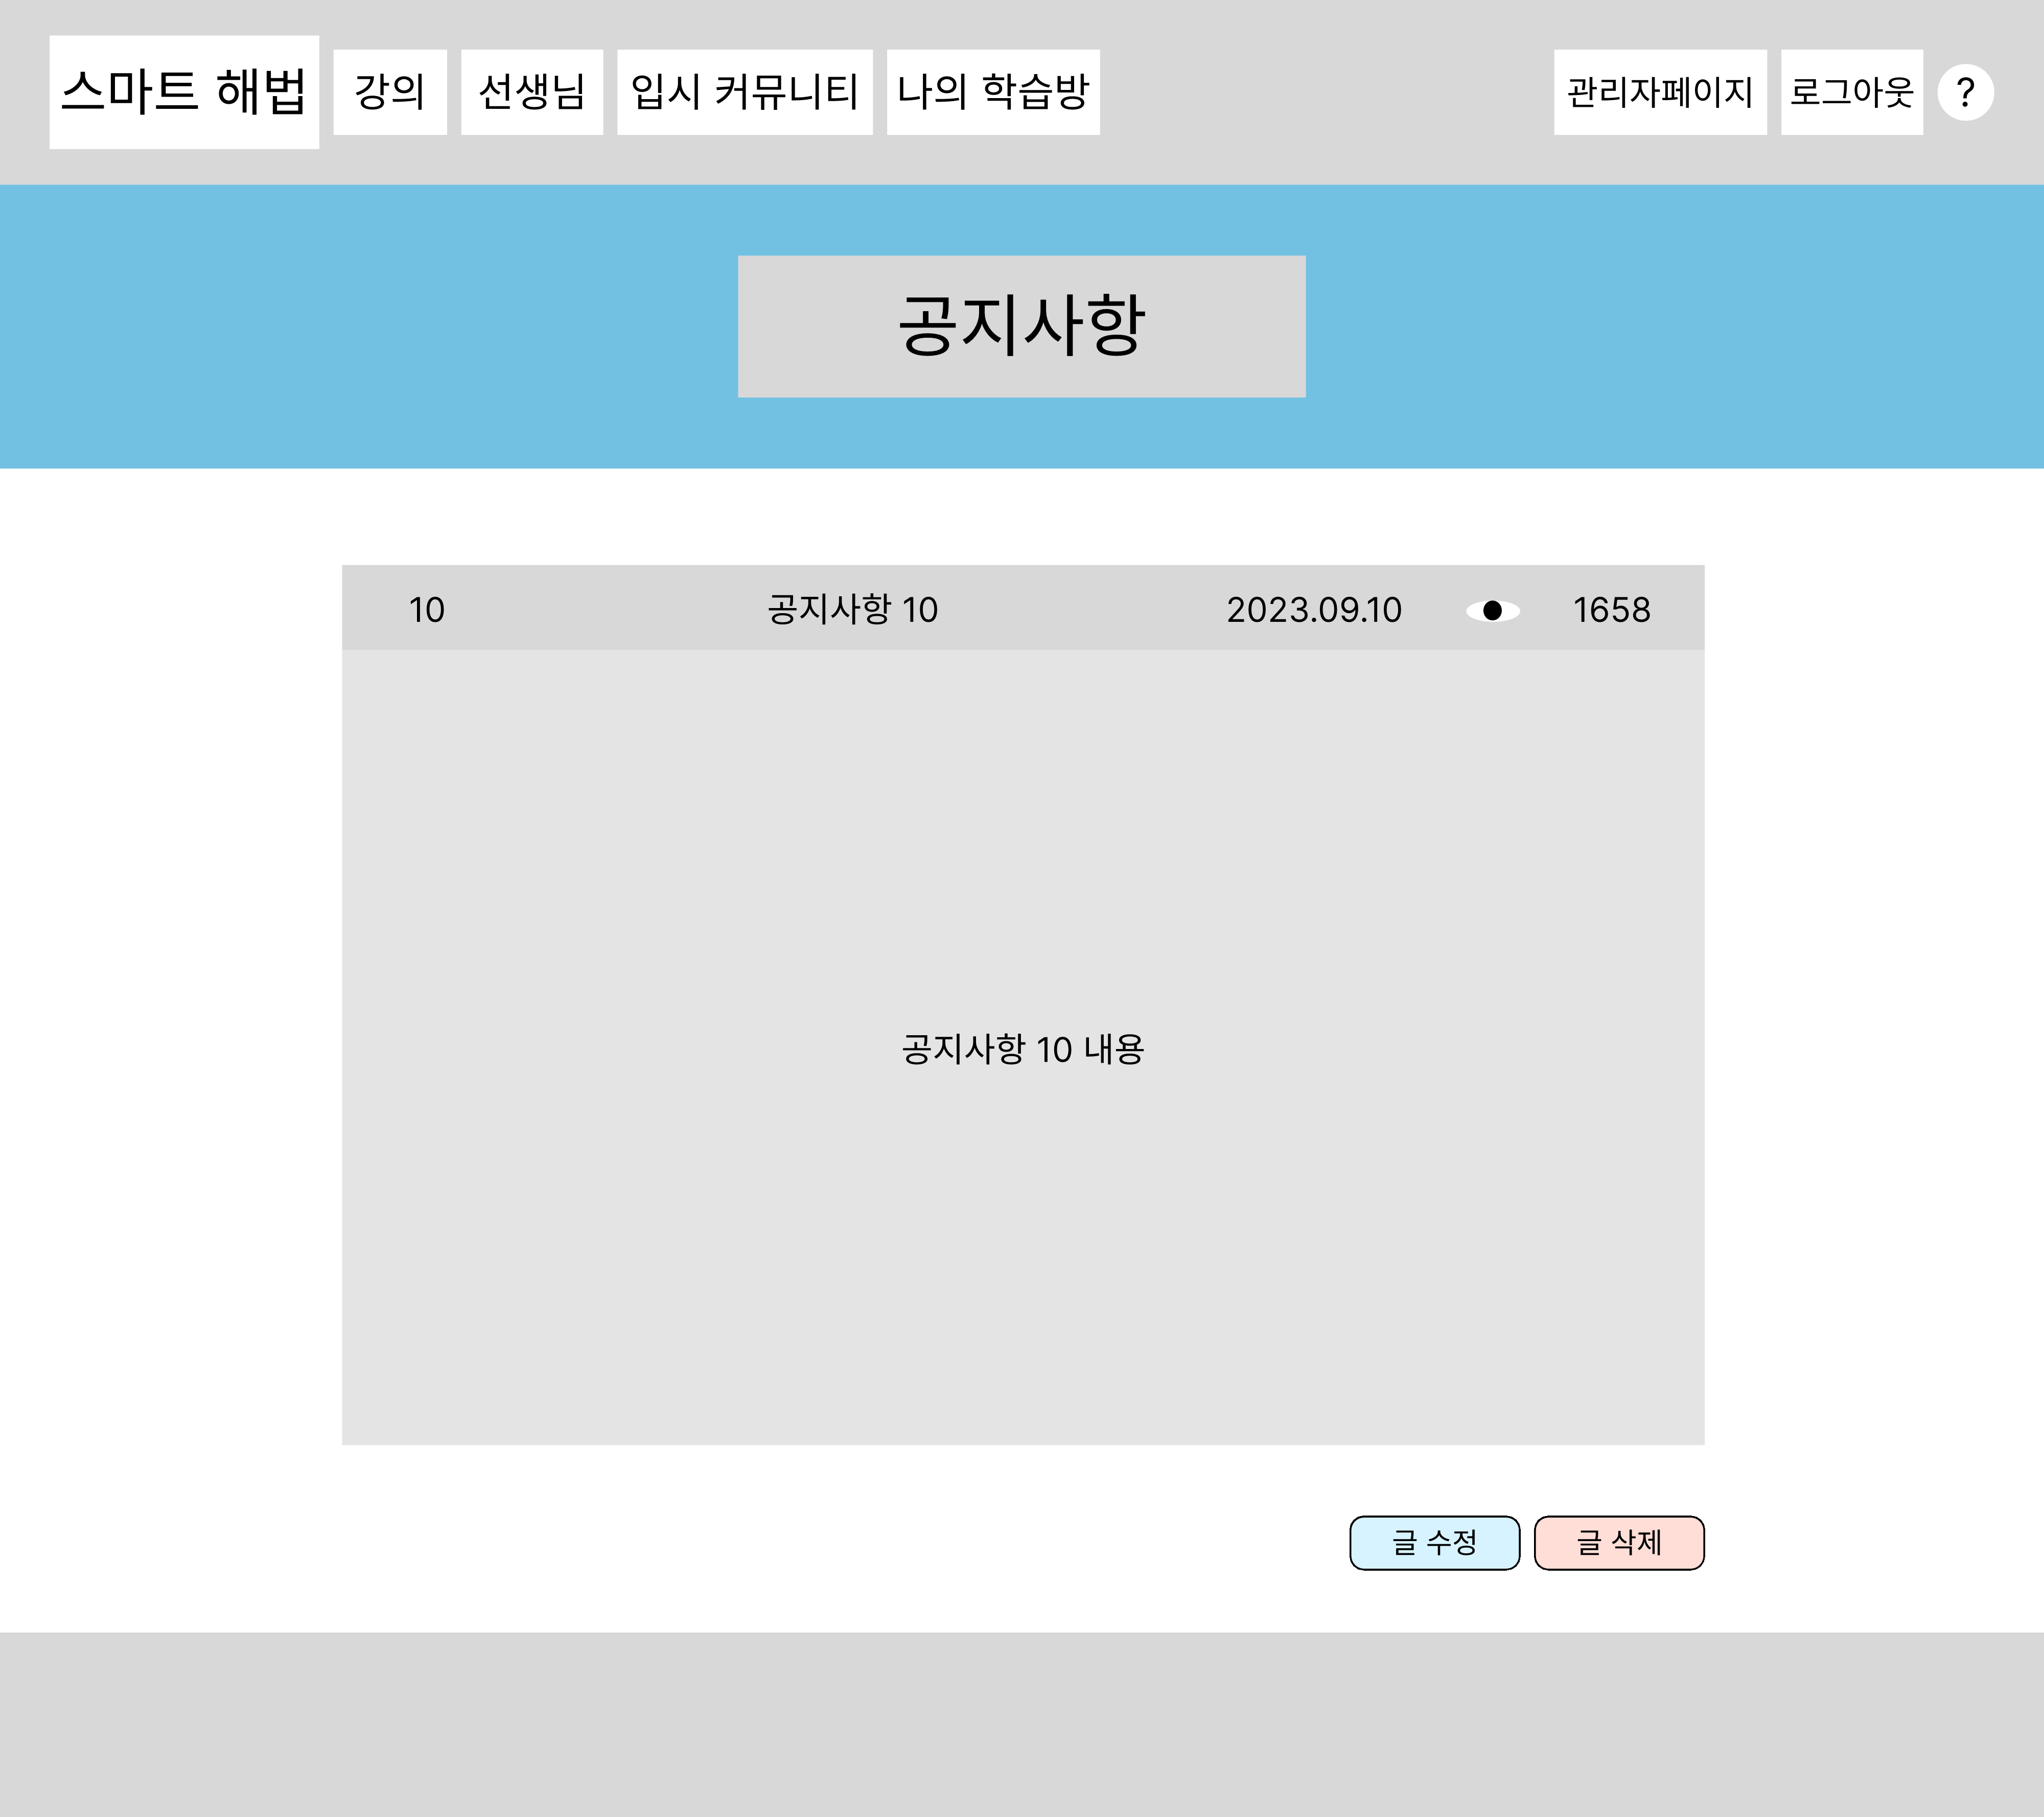 스마트 해법 강의 선생님 입시 커뮤니티 나의 학습방 관리자페이지 로그아웃 ?
공지사항
10 공지사항 10 2023.09.10 1658
공지사항 10 내용
글 수정 글 삭제